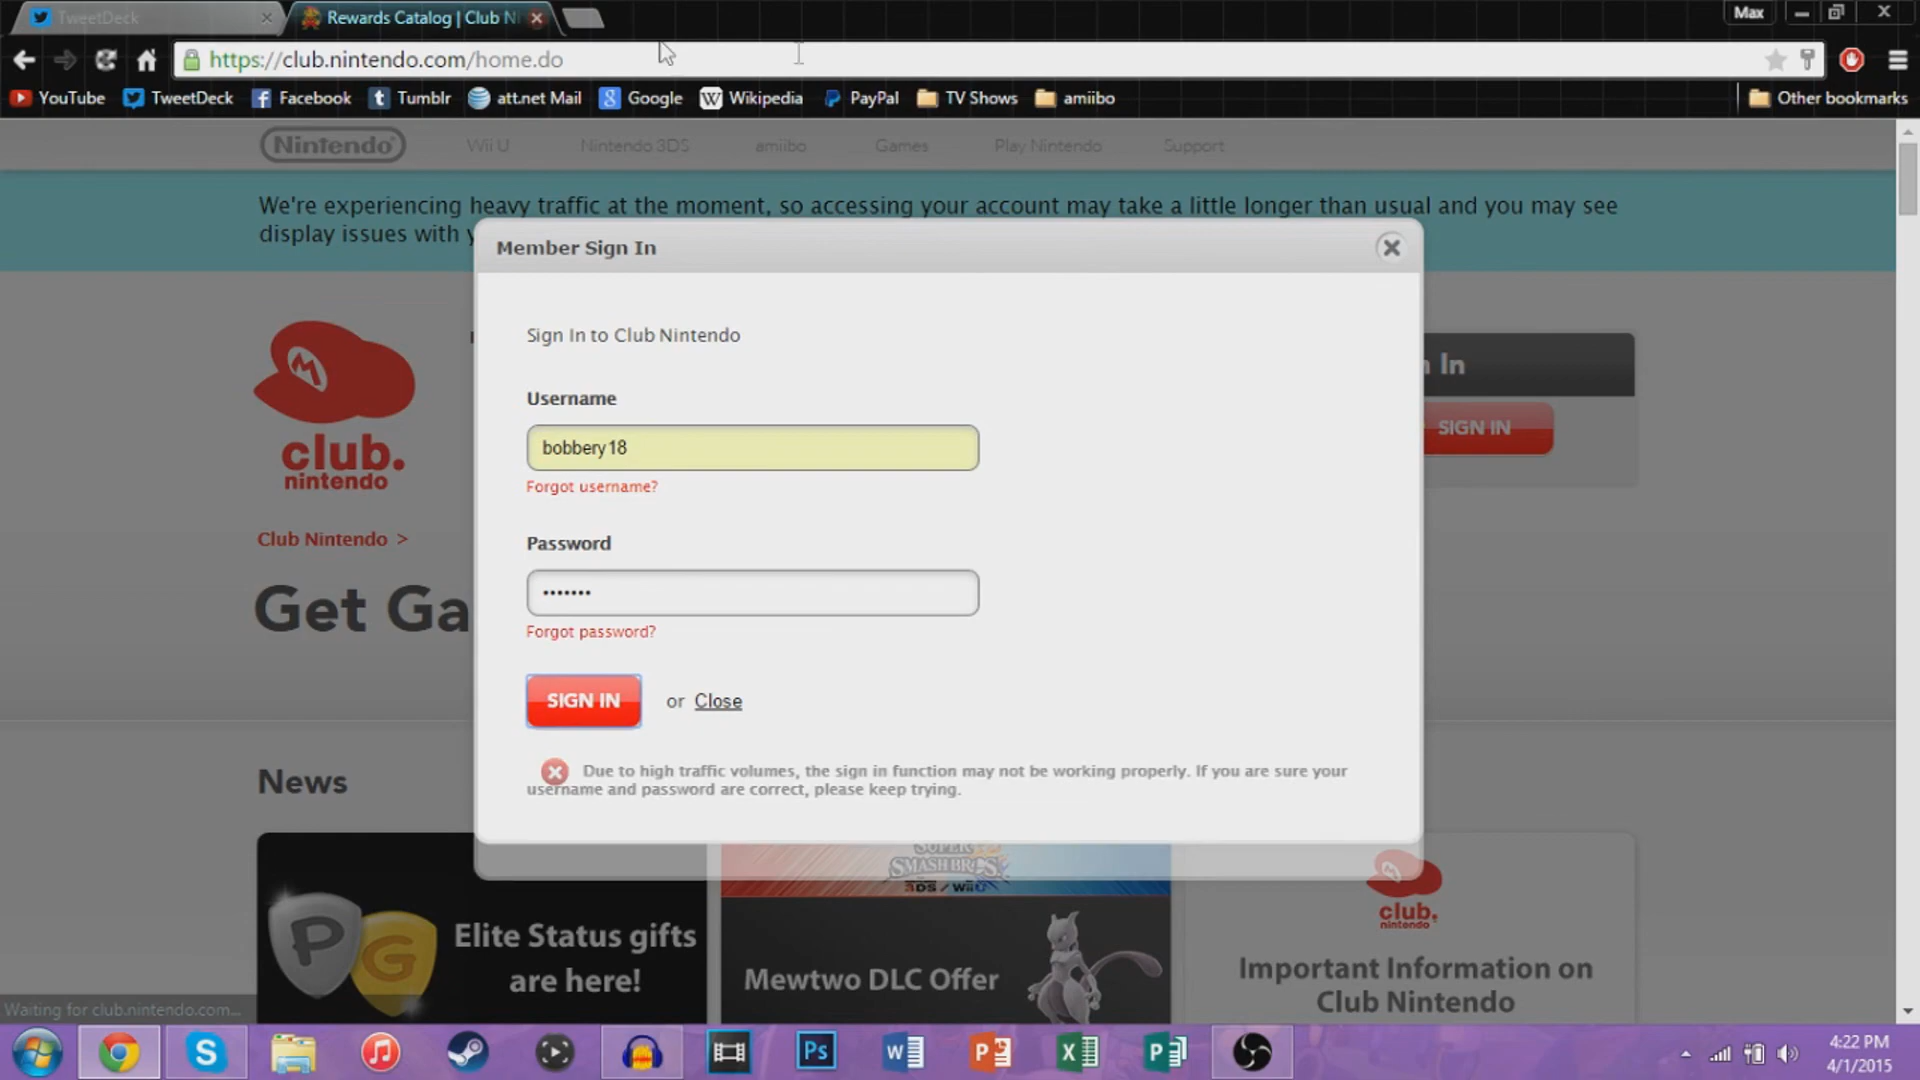 TweetDeck
Rewards Catalog | Club Ni
Max
https://club.nintendo.com/home.do
YouTube TweetDeck Facebook Tumblr att.net Mail Google Wikipedia PayPal TV Shows amiibo Other bookmarks
Nintendo Wii U Nintendo 3DS amiibo Games Play Nintendo Support
We're experiencing heavy traffic at the moment, so accessing your account may take a little longer than usual and you may see
display issues with y
Member Sign In
Sign In to Club Nintendo
Username
bobbery18
Forgot username?
Password
•••••••
Forgot password?
SIGN IN or Close
Due to high traffic volumes, the sign in function may not be working properly. If you are sure your
username and password are correct, please keep trying.
n In
SIGN IN
M
club.
nintendo
Club Nintendo >
Get Ga
News
P G
Elite Status gifts
are here!
SUPER
SMASH BROS.
3DS / Wii U
Mewtwo DLC Offer
club.
nintendo
Important Information on
Club Nintendo
Waiting for club.nintendo.com...
4:22 PM
4/1/2015